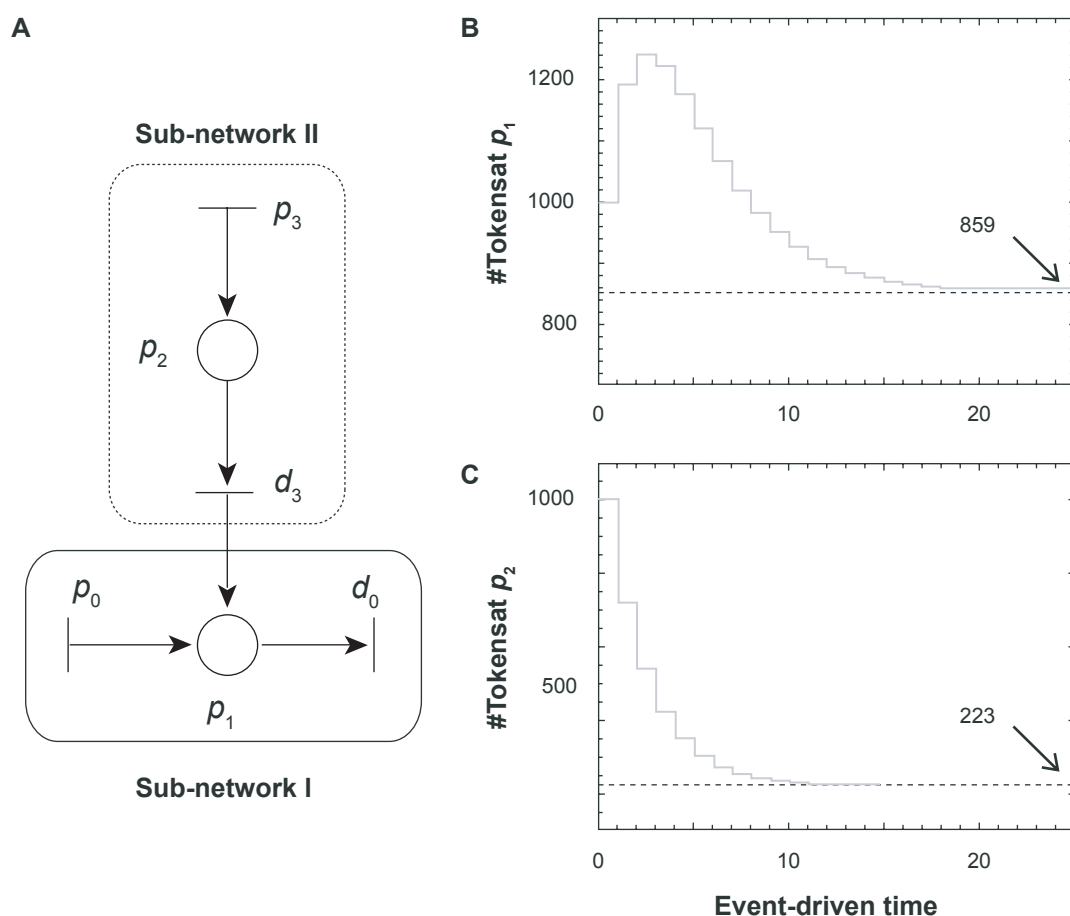 A
Sub-network II
p3
p2
d3
p0
d0
p1
Sub-network I
B
#Tokensat p1
1200
1000
800
859
0 10 20
C
#Tokensat p2
1000
500
223
0 10 20
Event-driven time